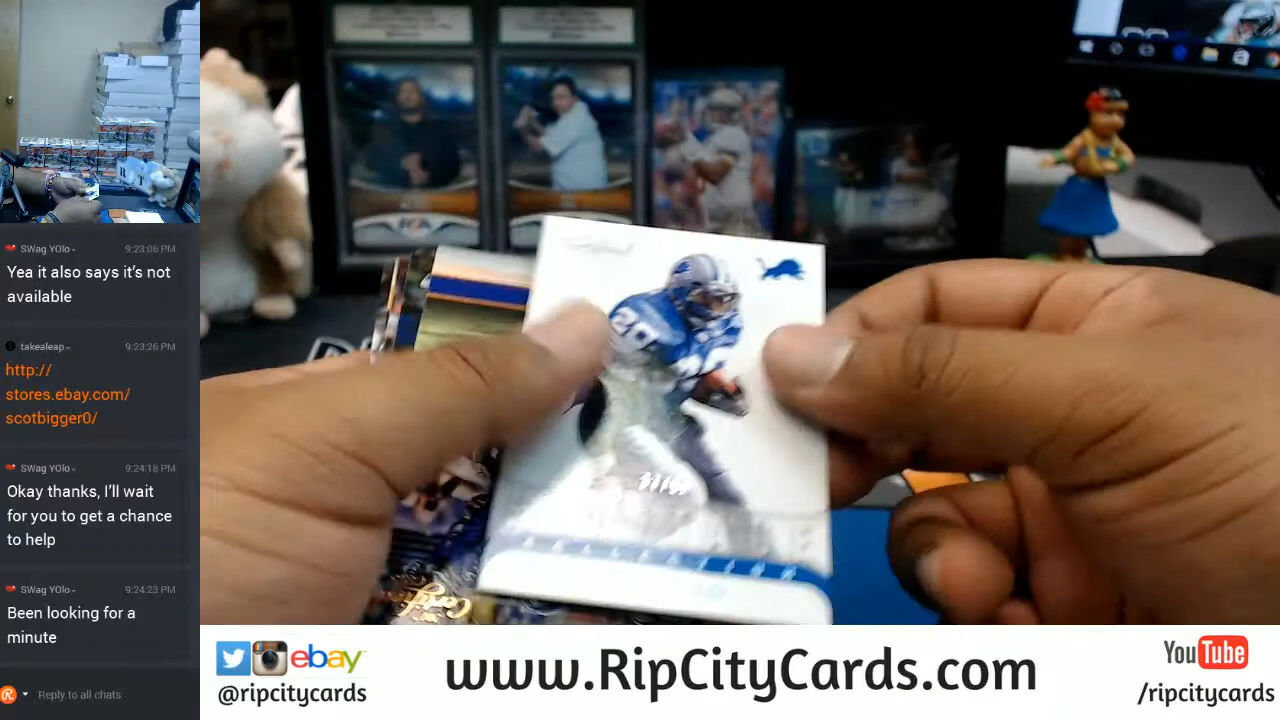 SWag YOlo~ 9:23:06 PM
Yea it also says it's not
available
takealeap~ 9:23:26 PM
http://
stores.ebay.com/
scotbigger0/
SWag YOlo~ 9:24:18 PM
Okay thanks, I'll wait
for you to get a chance
to help
SWag YOlo~ 9:24:23 PM
Been looking for a
minute
Reply to all chats
20
ebay
@ripcitycards
www.RipCityCards.com
YouTube
/ripcitycards